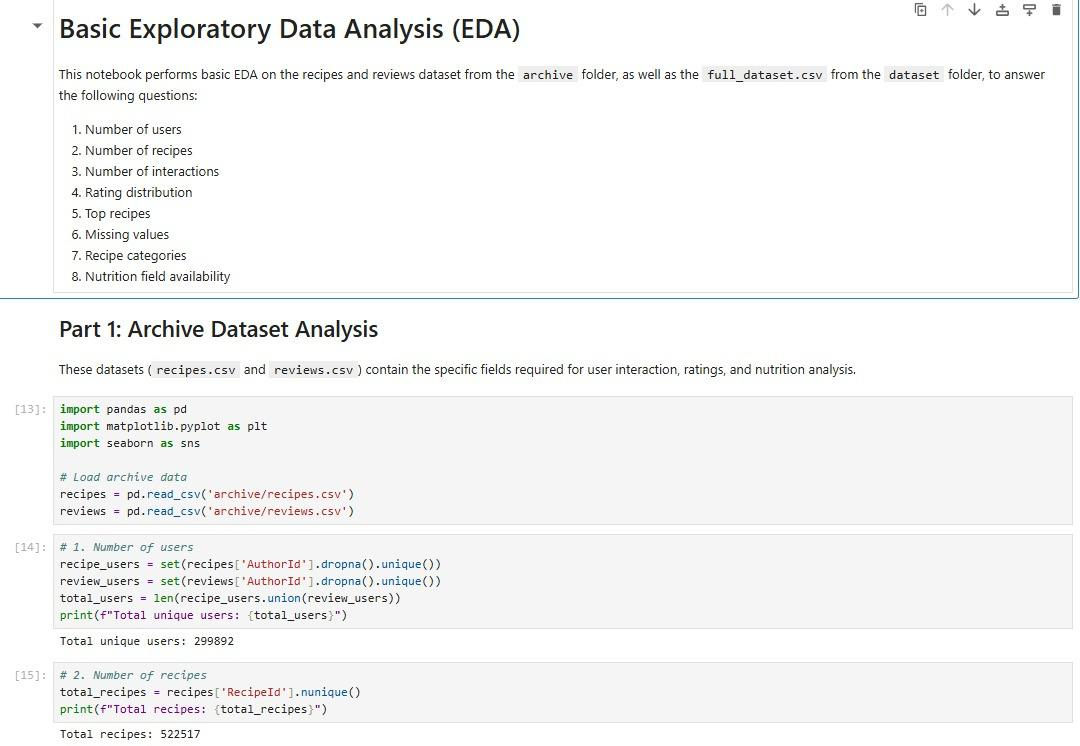 Basic Exploratory Data Analysis (EDA)
This notebook performs basic EDA on the recipes and reviews dataset from the archive folder, as well as the full_dataset.csv from the dataset folder, to answer
the following questions:
1. Number of users
2. Number of recipes
3. Number of interactions
4. Rating distribution
5. Top recipes
6. Missing values
7. Recipe categories
8. Nutrition field availability
Part 1: Archive Dataset Analysis
These datasets ( recipes.csv and reviews.csv ) contain the specific fields required for user interaction, ratings, and nutrition analysis.
[13]:
import pandas as pd
import matplotlib.pyplot as plt
import seaborn as sns
# Load archive data
recipes = pd.read_csv('archive/recipes.csv')
reviews = pd.read_csv('archive/reviews.csv')
[14]:
# 1. Number of users
recipe_users = set(recipes['AuthorId'].dropna().unique())
review_users = set(reviews['AuthorId'].dropna().unique())
total_users = len(recipe_users.union(review_users))
print(f"Total unique users: {total_users}")
Total unique users: 299892
[15]:
# 2. Number of recipes
total_recipes = recipes['RecipeId'].nunique()
print(f"Total recipes: {total_recipes}")
Total recipes: 522517